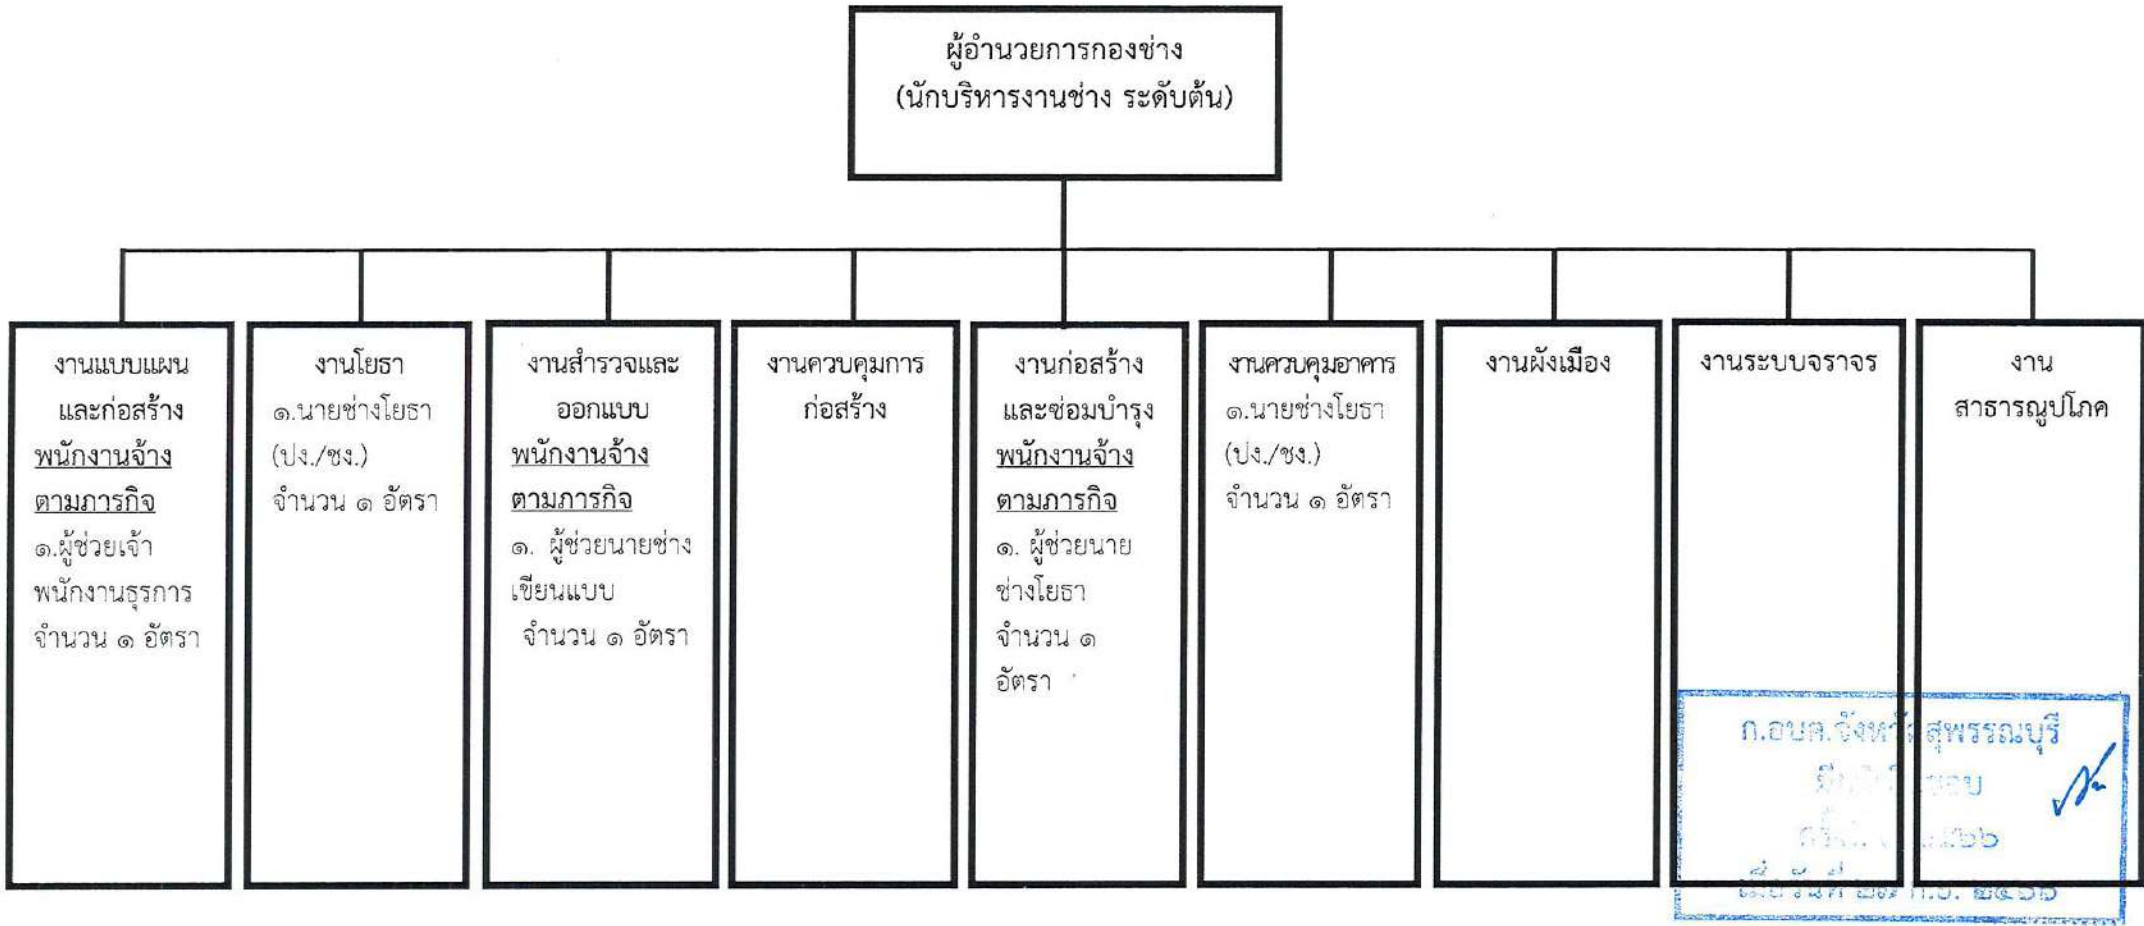 ผู้อำนวยการกองช่าง
(นักบริหารงานช่าง ระดับต้น)
งานแบบแผน
และก่อสร้าง
พนักงานจ้าง
ตามภารกิจ
๑.ผู้ช่วยเจ้า
พนักงานธุรการ
จำนวน ๑ อัตรา
งานโยธา
๑.นายช่างโยธา
(ปง./ชง.)
จำนวน ๑ อัตรา
งานสำรวจและ
ออกแบบ
พนักงานจ้าง
ตามภารกิจ
๑. ผู้ช่วยนายช่าง
เขียนแบบ
จำนวน ๑ อัตรา
งานควบคุมการ
ก่อสร้าง
งานก่อสร้าง
และซ่อมบำรุง
พนักงานจ้าง
ตามภารกิจ
๑. ผู้ช่วยนาย
ช่างโยธา
จำนวน ๑
อัตรา
งานควบคุมอาคาร
๑.นายช่างโยธา
(ปง./ชง.)
จำนวน ๑ อัตรา
งานผังเมือง
งานระบบจราจร
งาน
สาธารณูปโภค
ก.อบต.จังหวัดสุพรรณบุรี
เมื่อวันที่ ก.ย. ๒๕๖๖